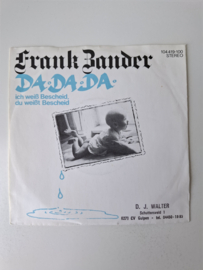 Frank Zander
STEREO
DA-DA-DA-
ich weiß Bescheid,
du weißt Bescheid
D. J. WALTER